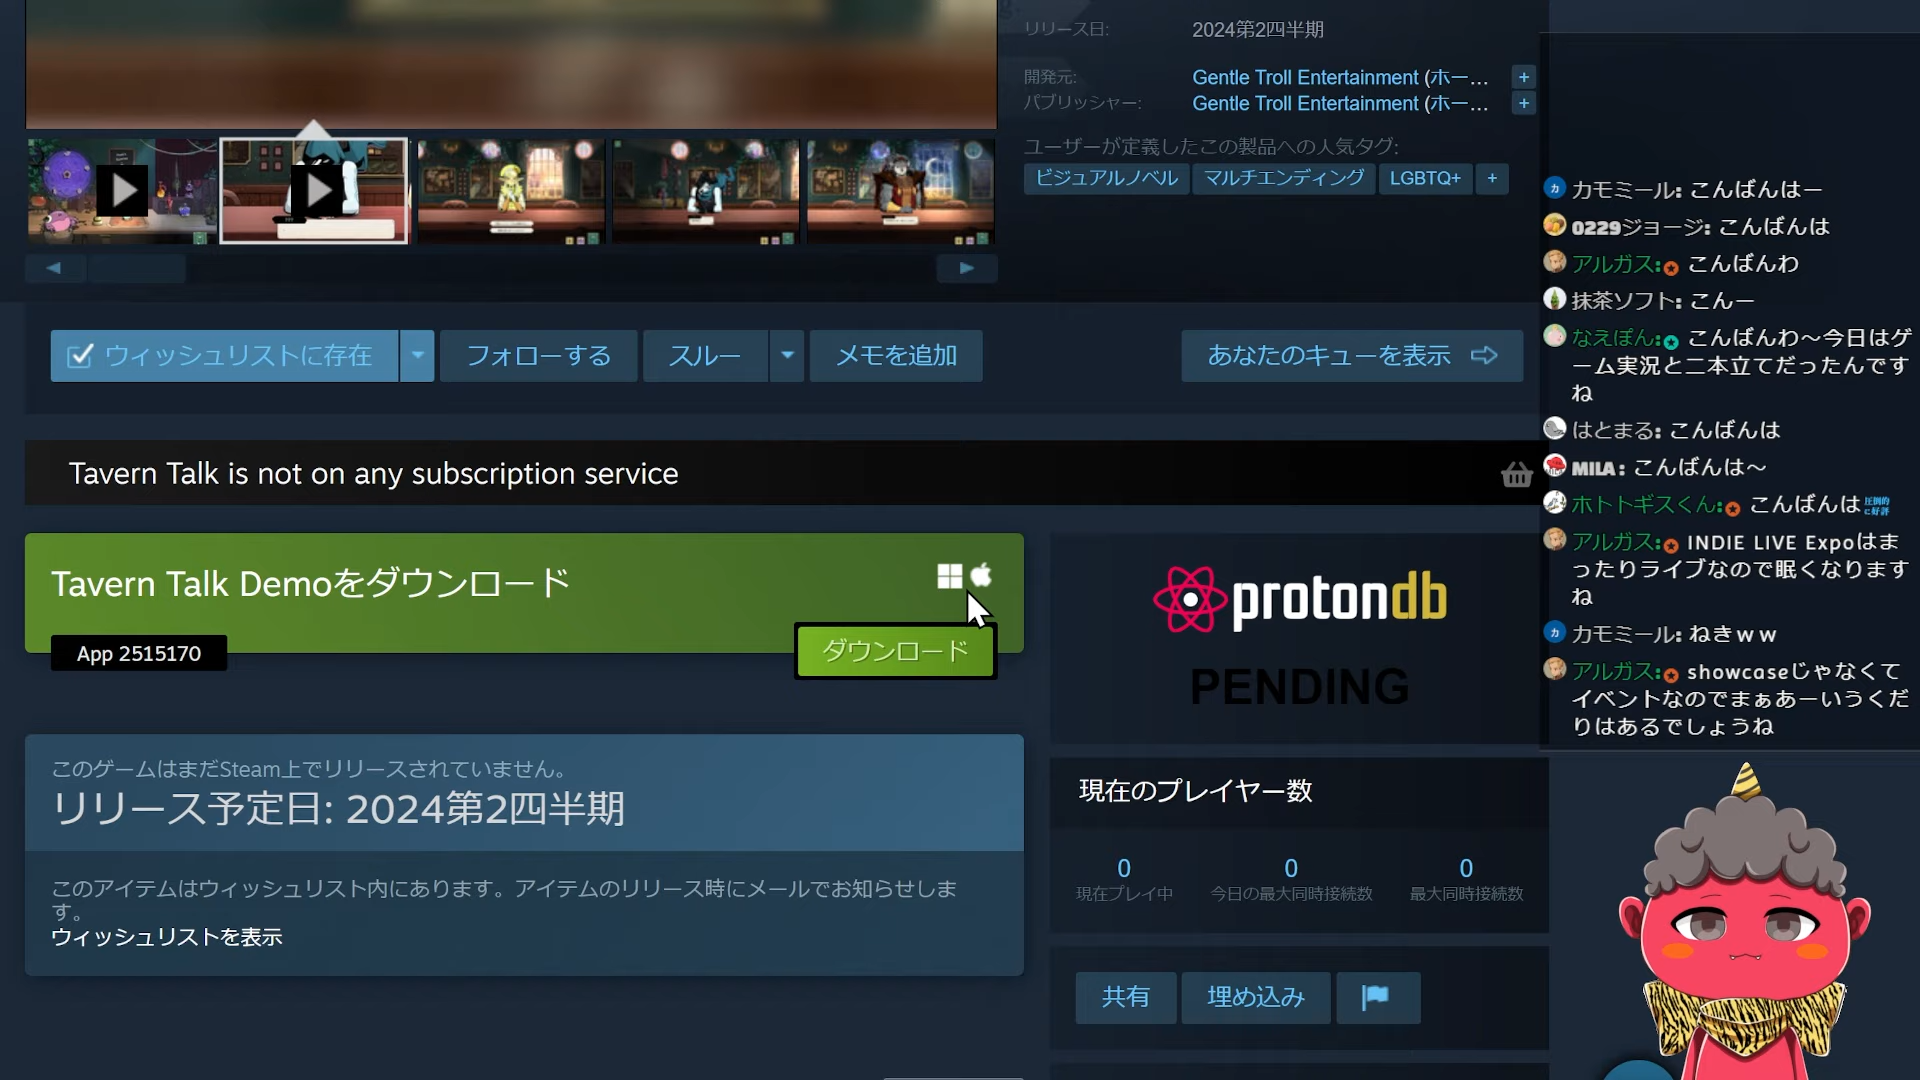 リリース日: 2024第2四半期
開発元: Gentle Troll Entertainment (ホー... +
パブリッシャー: Gentle Troll Entertainment (ホー... +
ユーザーが定義したこの製品への人気タグ:
ビジュアルノベル マルチエンディング LGBTQ+ +
ウィッシュリストに存在 フォローする スルー メモを追加 あなたのキューを表示
Tavern Talk is not on any subscription service
Tavern Talk Demoをダウンロード
App 2515170
ダウンロード
このゲームはまだSteam上でリリースされていません。
リリース予定日: 2024第2四半期
このアイテムはウィッシュリスト内にあります。アイテムのリリース時にメールでお知らせしま
す。
ウィッシュリストを表示
protondb
PENDING
現在のプレイヤー数
0 0 0
現在プレイ中 今日の最大同時接続数 最大同時接続数
共有 埋め込み
カ カモミール: こんばんはー
0229ジョージ: こんばんは
アルガス: こんばんわ
抹茶ソフト: こんー
なえぽん: こんばんわ～今日はゲ
ーム実況と二本立てだったんです
ね
はとまる: こんばんは
MILA: こんばんは～
ホトトギスくん: こんばんは 圧倒的
に好評
アルガス: INDIE LIVE Expoはま
ったりライブなので眠くなります
ね
カ カモミール: ねきｗｗ
アルガス: showcaseじゃなくて
イベントなのでまぁあーいうくだ
りはあるでしょうね